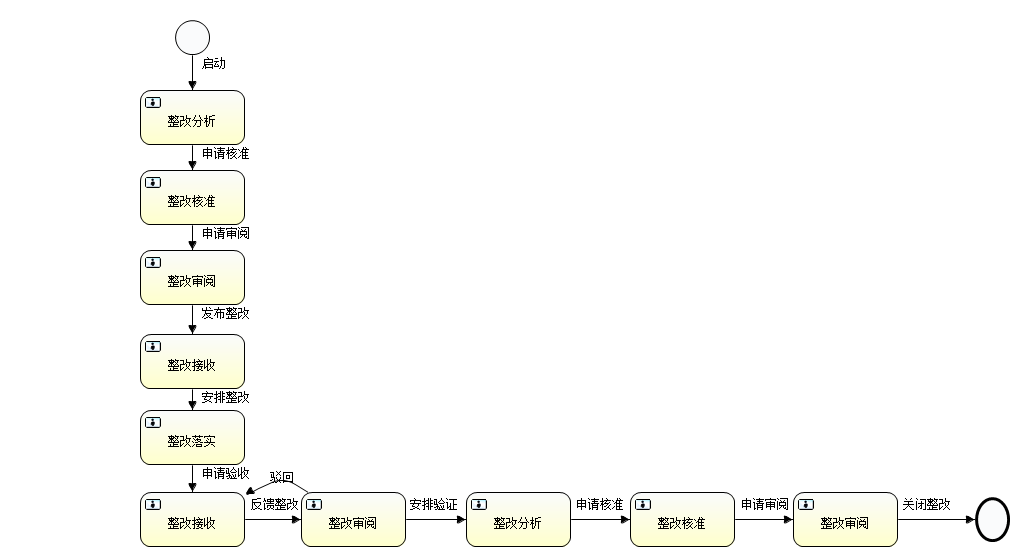 启动
整改分析
申请核准
整改核准
申请审阅
整改审阅
发布整改
整改接收
安排整改
整改落实
申请验收
驳回
整改接收
反馈整改
整改审阅
安排验证
整改分析
申请核准
整改核准
申请审阅
整改审阅
关闭整改